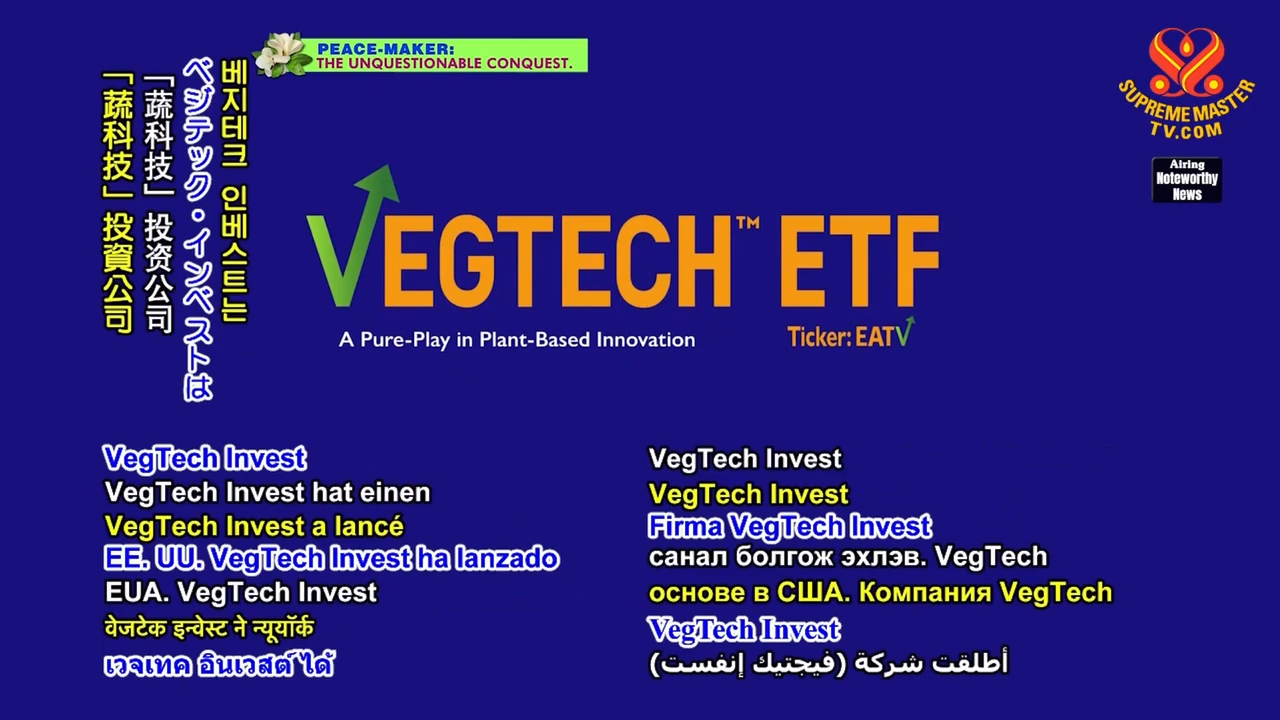 PEACE-MAKER:
THE UNQUESTIONABLE CONQUEST.
SUPREME MASTER
TV.COM
Airing
Noteworthy
News
베지테크 인베스트는
ベジテック・インベストは
「蔬科技」投资公司
「蔬科技」投資公司
VEGTECH™ ETF
A Pure-Play in Plant-Based Innovation
Ticker: EATV
VegTech Invest
VegTech Invest hat einen
VegTech Invest a lancé
EE. UU. VegTech Invest ha lanzado
EUA. VegTech Invest
वेजटेक इन्वेस्ट ने न्यूयॉर्क
เวจเทค อินเวสต์ ได้
VegTech Invest
VegTech Invest
Firma VegTech Invest
санал болгож эхлэв. VegTech
основе в США. Компания VegTech
VegTech Invest
أطلقت شركة (فيجتيك إنفست)